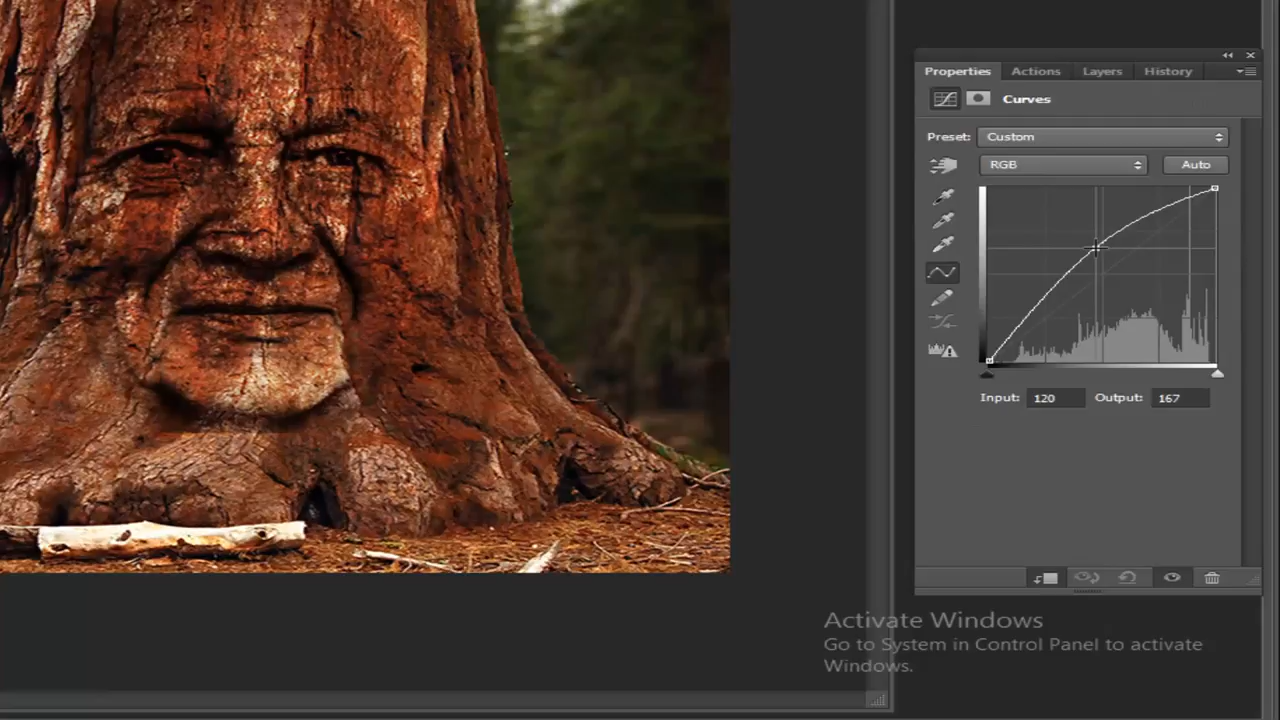 Properties Actions Layers History
Curves
Preset: Custom
RGB Auto
Input: 120 Output: 167
Activate Windows
Go to System in Control Panel to activate
Windows.